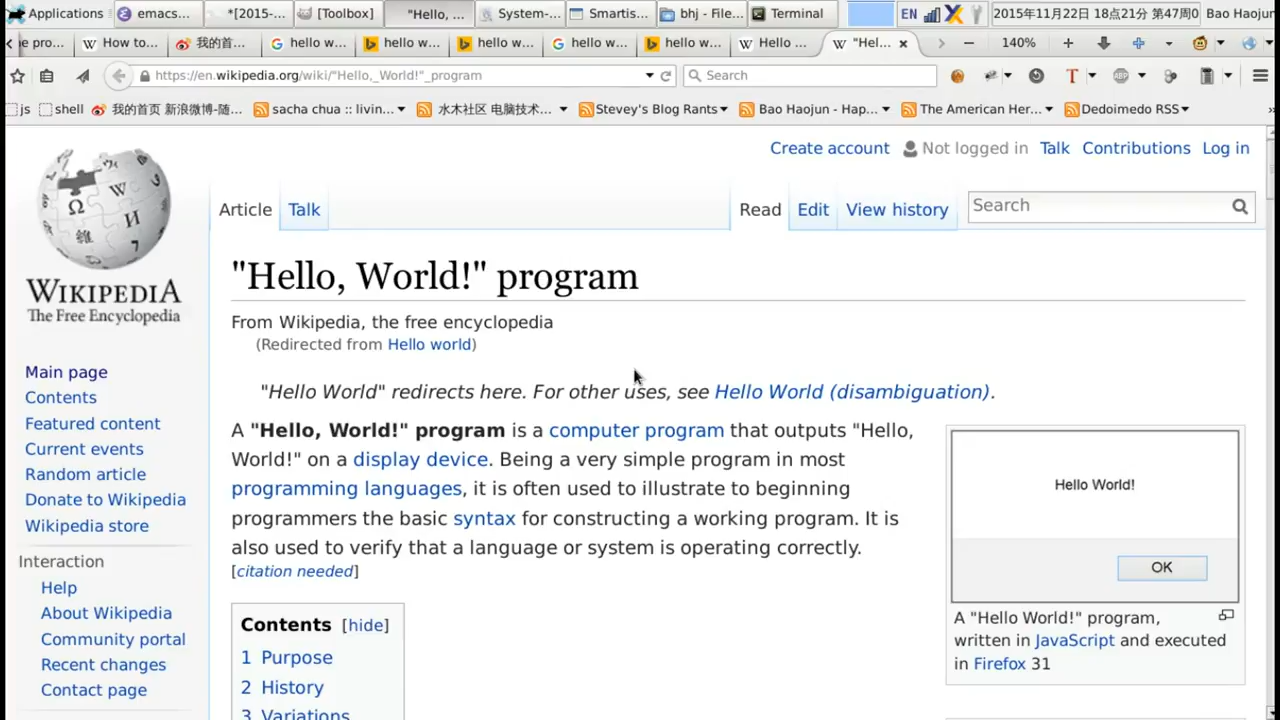 Applications emacs... *[2015-... [Toolbox] "Hello, ... System-... Smartis... bhj - File... Terminal EN 2015年11月22日 18点21分 第47周0 Bao Haojun
e pro... How to... 我的首... hello w... hello w... hello w... hello w... hello w... Hello ... "Hel... 140%
https://en.wikipedia.org/wiki/"Hello,_World!"_program Search
js shell 我的首页 新浪微博-随... sacha chua :: livin... 水木社区 电脑技术... Stevey's Blog Rants Bao Haojun - Hap... The American Her... Dedoimedo RSS
Create account Not logged in Talk Contributions Log in
Article Talk Read Edit View history Search
WIKIPEDIA
The Free Encyclopedia
Main page
Contents
Featured content
Current events
Random article
Donate to Wikipedia
Wikipedia store
Interaction
Help
About Wikipedia
Community portal
Recent changes
Contact page
"Hello, World!" program
From Wikipedia, the free encyclopedia
(Redirected from Hello world)
"Hello World" redirects here. For other uses, see Hello World (disambiguation).
A "Hello, World!" program is a computer program that outputs "Hello,
World!" on a display device. Being a very simple program in most
programming languages, it is often used to illustrate to beginning
programmers the basic syntax for constructing a working program. It is
also used to verify that a language or system is operating correctly.
[citation needed]
Contents [hide]
1 Purpose
2 History
3 Variations
Hello World!
OK
A "Hello World!" program,
written in JavaScript and executed
in Firefox 31